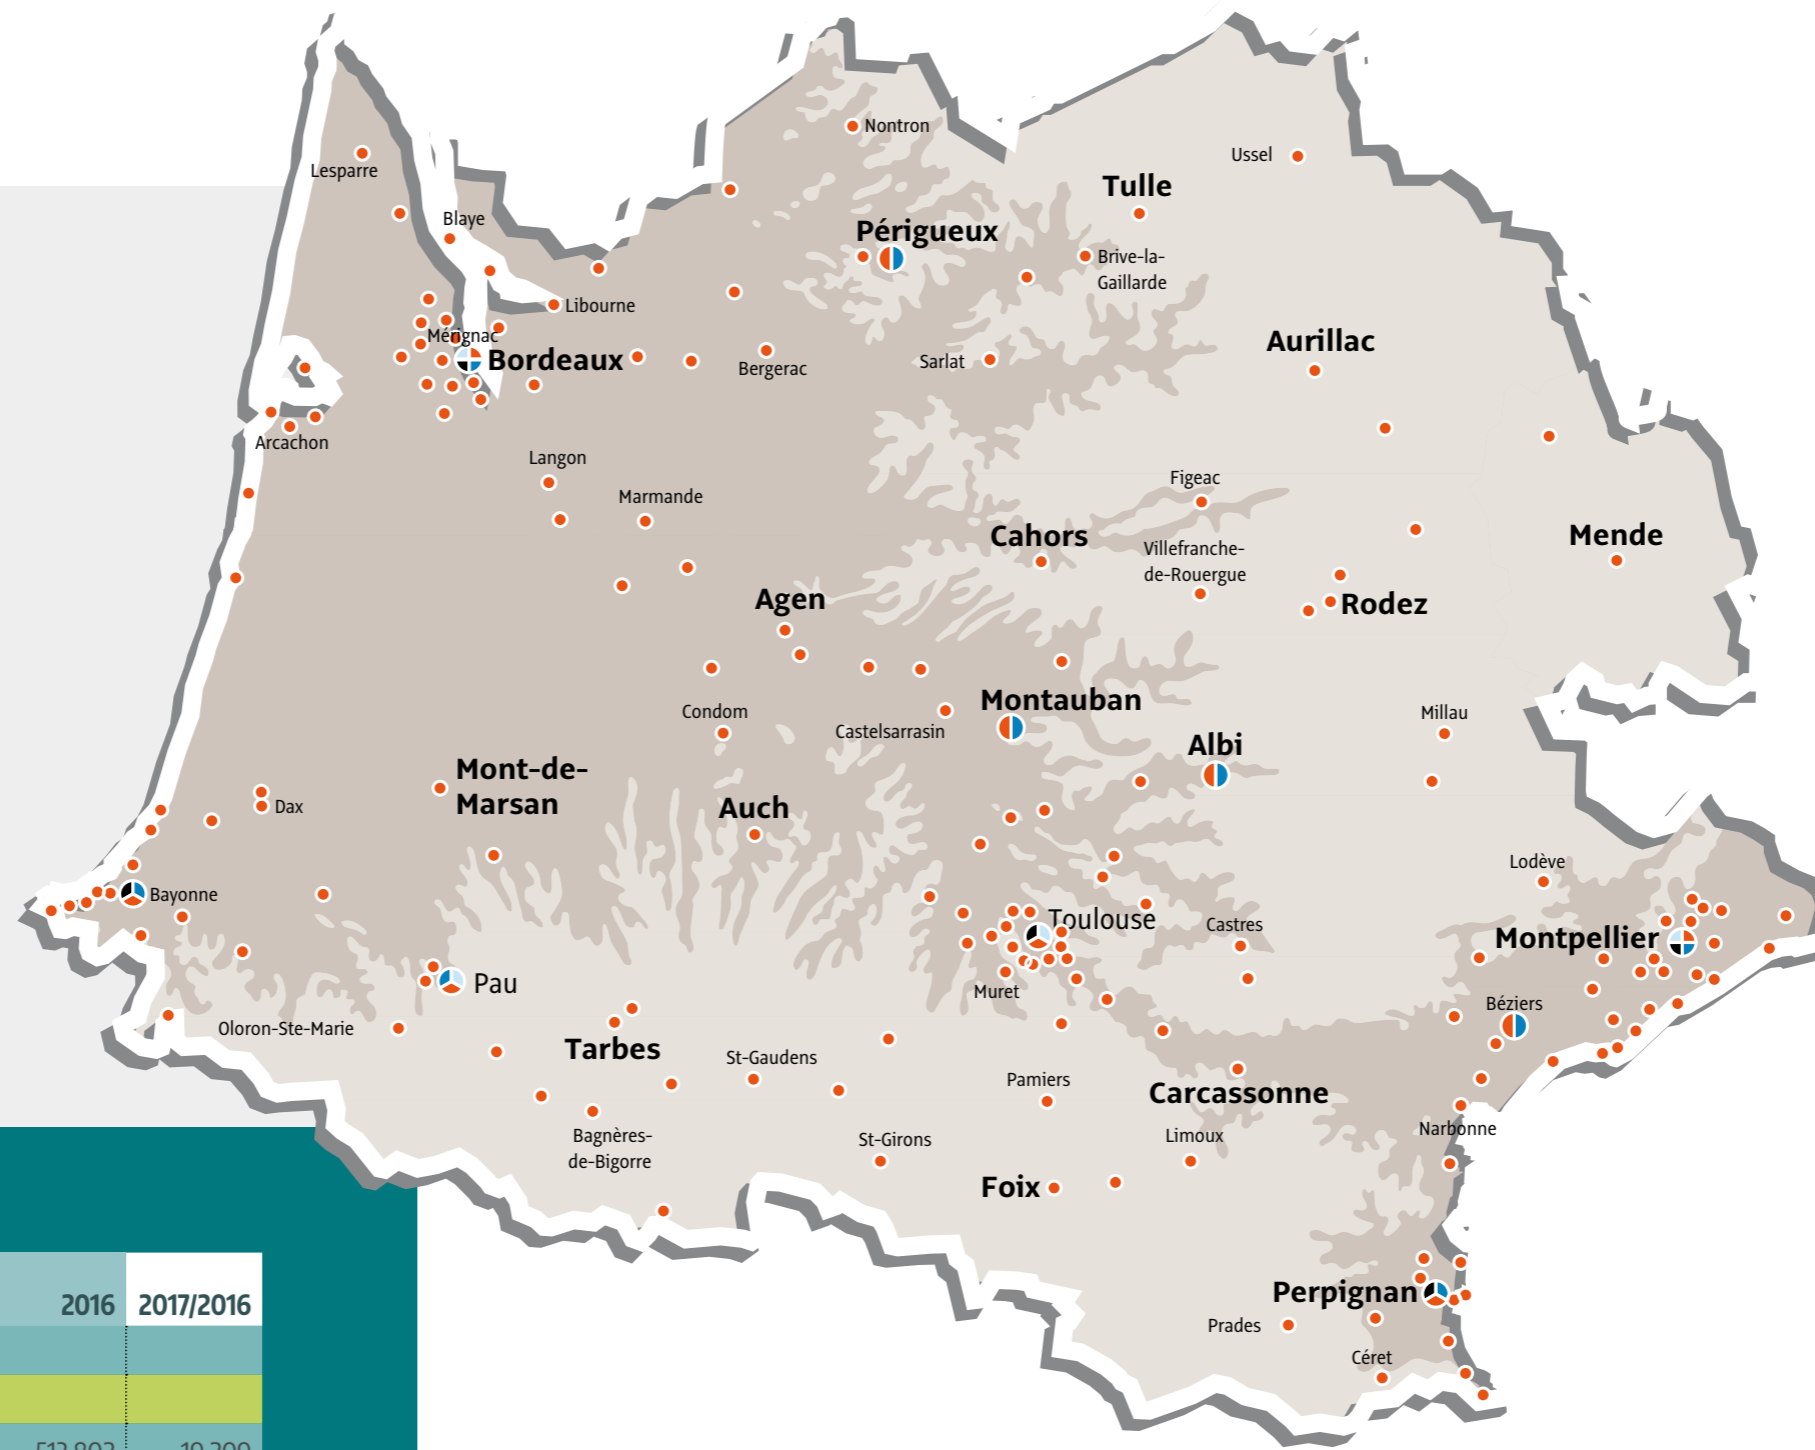 Nontron
Lesparre
Ussel
Tulle
Blaye
Périgueux
Brive-la-
Gaillarde
Libourne
Mérignac
Bordeaux
Aurillac
Sarlat
Bergerac
Arcachon
Langon
Figeac
Marmande
Cahors
Mende
Villefranche-
de-Rouergue
Agen
Rodez
Montauban
Condom
Castelsarrasin
Millau
Albi
Mont-de-
Marsan
Dax
Auch
Lodève
Bayonne
Toulouse
Castres
Montpellier
Pau
Muret
Béziers
Oloron-Ste-Marie
Tarbes
St-Gaudens
Pamiers
Carcassonne
Narbonne
Bagnères-
de-Bigorre
St-Girons
Limoux
Foix
Perpignan
Prades
Céret
2016 2017/2016